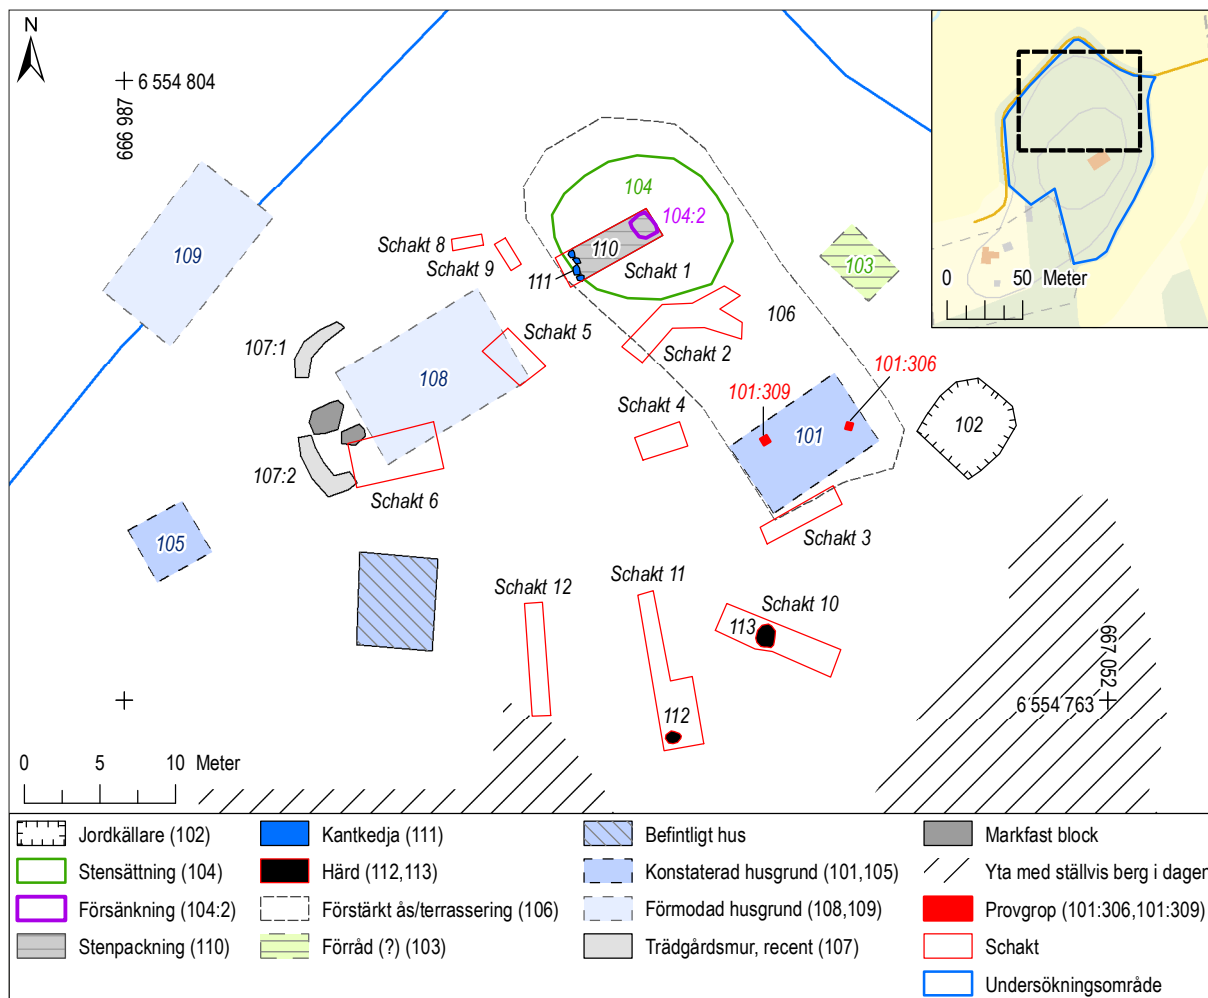 N
6 554 804
666 987
0 50 Meter
104
104:2
109
Schakt 8
Schakt 9
110
111
Schakt 1
103
106
107:1
Schakt 5
Schakt 2
108
101:306
101:309
Schakt 4
101
102
107:2
Schakt 6
Schakt 3
105
Schakt 12
Schakt 11
Schakt 10
113
667 052
6 554 763
112
0 5 10 Meter
Jordkällare (102)
Stensättning (104)
Försänkning (104:2)
Stenpackning (110)
Kantkedja (111)
Härd (112,113)
Förstärkt ås/terrassering (106)
Förråd (?) (103)
Befintligt hus
Konstaterad husgrund (101,105)
Förmodad husgrund (108,109)
Trädgårdsmur, recent (107)
Markfast block
Yta med ställvis berg i dagen
Provgrop (101:306,101:309)
Schakt
Undersökningsområde